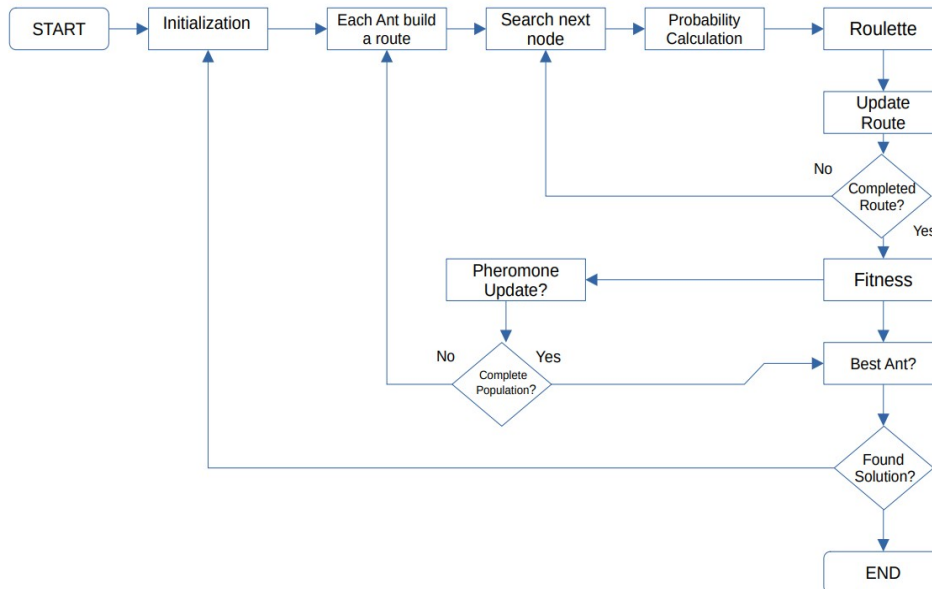 START
Initialization
Each Ant build
a route
Search next
node
Probability
Calculation
Roulette
Update
Route
No
Completed
Route?
Yes
Pheromone
Update?
Fitness
No
Yes
Complete
Population?
Best Ant?
Found
Solution?
END